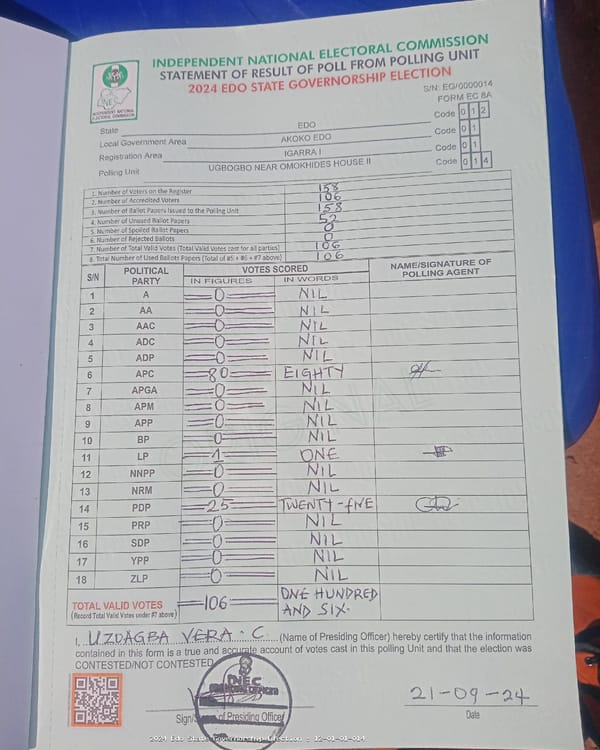 INDEPENDENT NATIONAL ELECTORAL COMMISSION
STATEMENT OF RESULT OF POLL FROM POLLING UNIT
2024 EDO STATE GOVERNORSHIP ELECTION
S/N: EG/0000014
FORM EC 8A
INEC
INDEPENDENT NATIONAL ELECTORAL COMMISSION
State EDO Code 0 1 2
Local Government Area AKOKO EDO Code 0 1
Registration Area IGARRA I Code 0 1
Polling Unit UGBOGBO NEAR OMOKHIDES HOUSE II Code 0 1 4
1. Number of Voters on the Register 158
2. Number of Accredited Voters 106
3. Number of Ballot Papers Issued to the Polling Unit 158
4. Number of Unused Ballot Papers 52
5. Number of Spoiled Ballot Papers 0
6. Number of Rejected Ballots 0
7. Number of Total Valid Votes (Total Valid Votes cast for all parties) 106
8. Total Number of Used Ballots Papers (Total of #5 + #6 + #7 above) 106
S/N POLITICAL PARTY VOTES SCORED NAME/SIGNATURE OF POLLING AGENT
IN FIGURES IN WORDS
1 A 0 NIL
2 AA 0 NIL
3 AAC 0 NIL
4 ADC 0 NIL
5 ADP 0 NIL
6 APC 80 EIGHTY
7 APGA 0 NIL
8 APM 0 NIL
9 APP 0 NIL
10 BP 0 NIL
11 LP 1 ONE
12 NNPP 0 NIL
13 NRM 0 NIL
14 PDP 25 TWENTY-FIVE
15 PRP 0 NIL
16 SDP 0 NIL
17 YPP 0 NIL
18 ZLP 0 NIL
TOTAL VALID VOTES 106 ONE HUNDRED AND SIX.
(Record Total Valid Votes under #7 above)
I, UZOAGBA VERA. C (Name of Presiding Officer) hereby certify that the information
contained in this form is a true and accurate account of votes cast in this polling Unit and that the election was
CONTESTED/NOT CONTESTED
INEC
PRESIDING OFFICER
of Presiding Officer
21-09-24
Date
2024 Edo State Governorship Election : 12-01-01-014